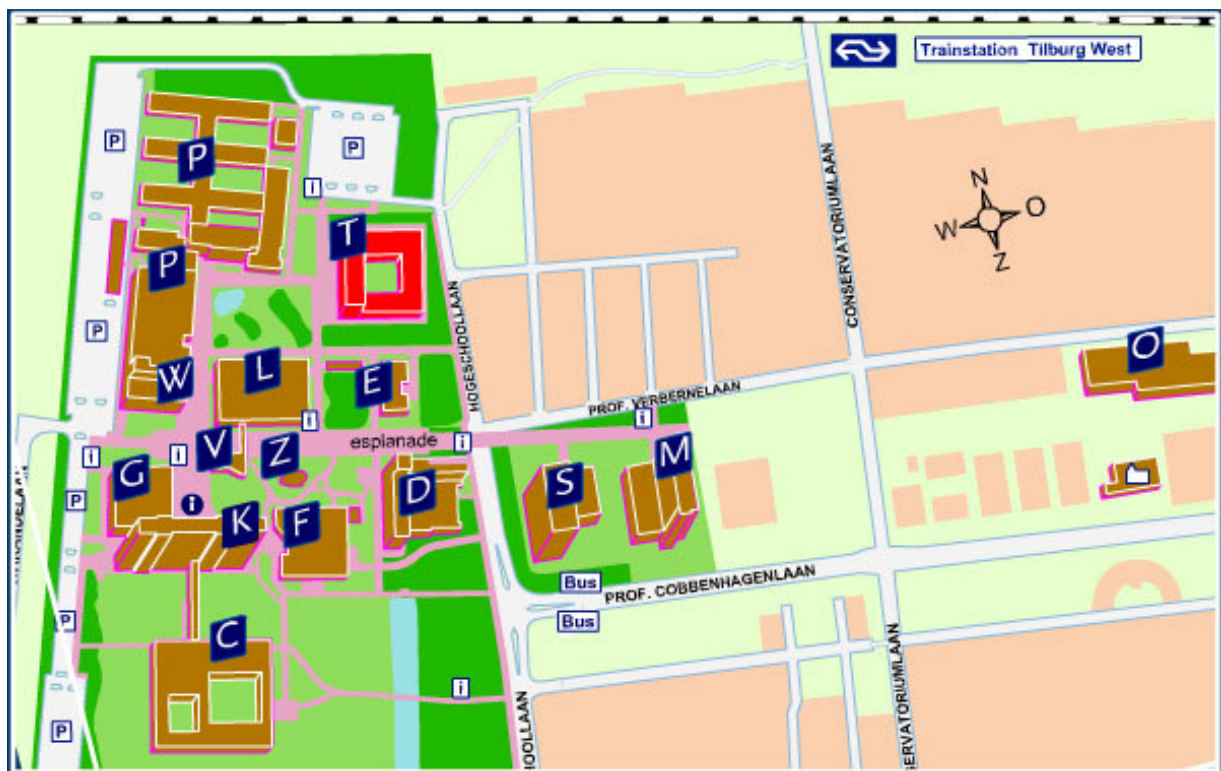 Trainstation Tilburg West
P
P
P
i
N
W
O
Z
T
P
P
P
HOGESCHOOLLAAN
CONSERVATORIUMLAAN
O
W
L
E
PROF. VERBERNELAAN
i
i
esplanade
i
i
i
V
Z
M
G
D
S
P
i
K
F
Bus
PROF. COBBENHAGENLAAN
Bus
P
C
i
P